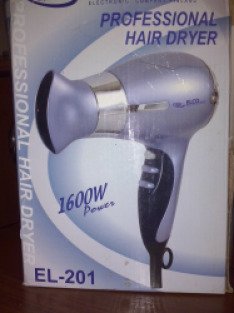 PROFESSIONAL
HAIR DRYER
PROFESSIONAL HAIR DRYER
1600W
Power
EL-201